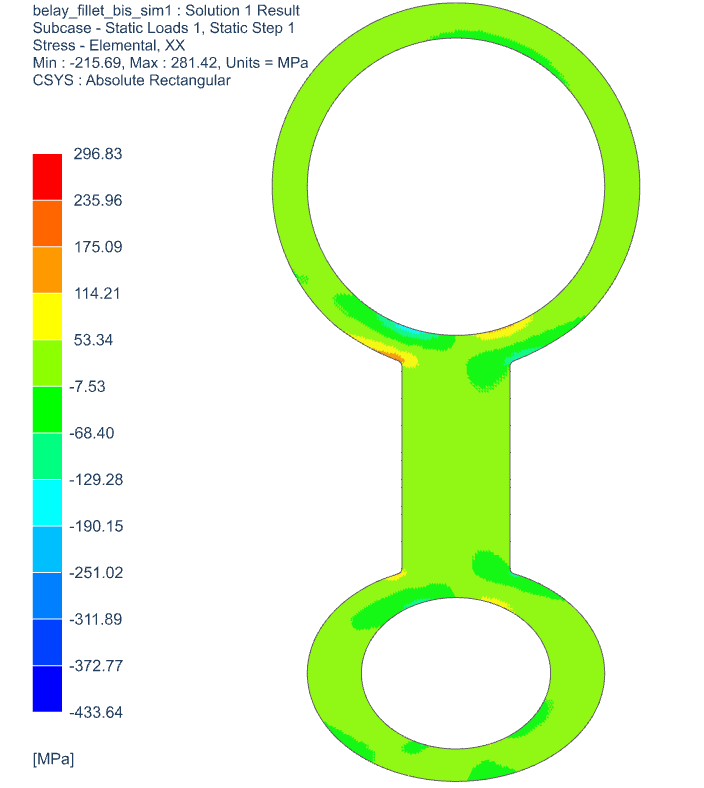 belay_fillet_bis_sim1 : Solution 1 Result
Subcase - Static Loads 1, Static Step 1
Stress - Elemental, XX
Min : -215.69, Max : 281.42, Units = MPa
CSYS : Absolute Rectangular
296.83
235.96
175.09
114.21
53.34
-7.53
-68.40
-129.28
-190.15
-251.02
-311.89
-372.77
-433.64
[MPa]